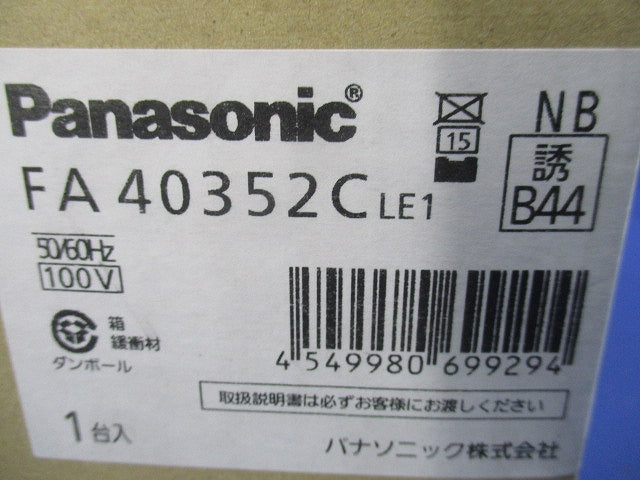 Panasonic®
NB
15
FA40352C LE1
誘
B44
50/60Hz
100V
箱
緩衝材
ダンボール
4 549980 699294
取扱説明書は必ずお客様にお渡しください
1台入
パナソニック株式会社